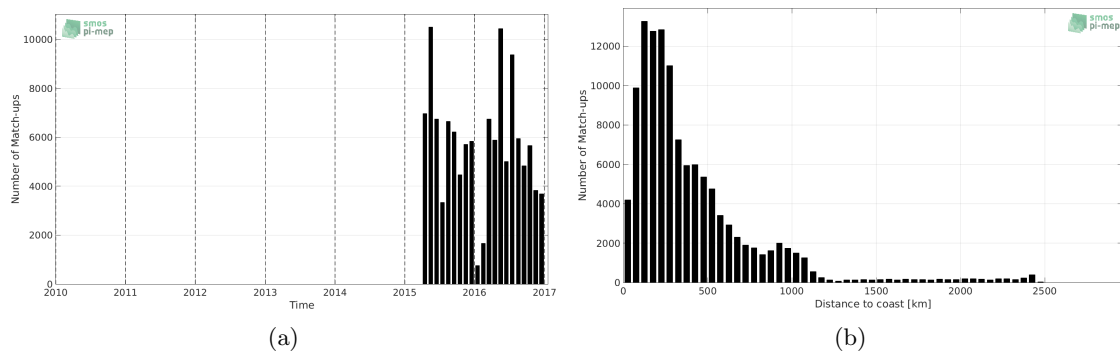 smos
pi-mep
10000
8000
6000
4000
2000
0
Number of Match-ups
2010 2011 2012 2013 2014 2015 2016 2017
Time
(a)
smos
pi-mep
12000
10000
8000
6000
4000
2000
0
Number of Match-ups
0 500 1000 1500 2000 2500
Distance to coast [km]
(b)